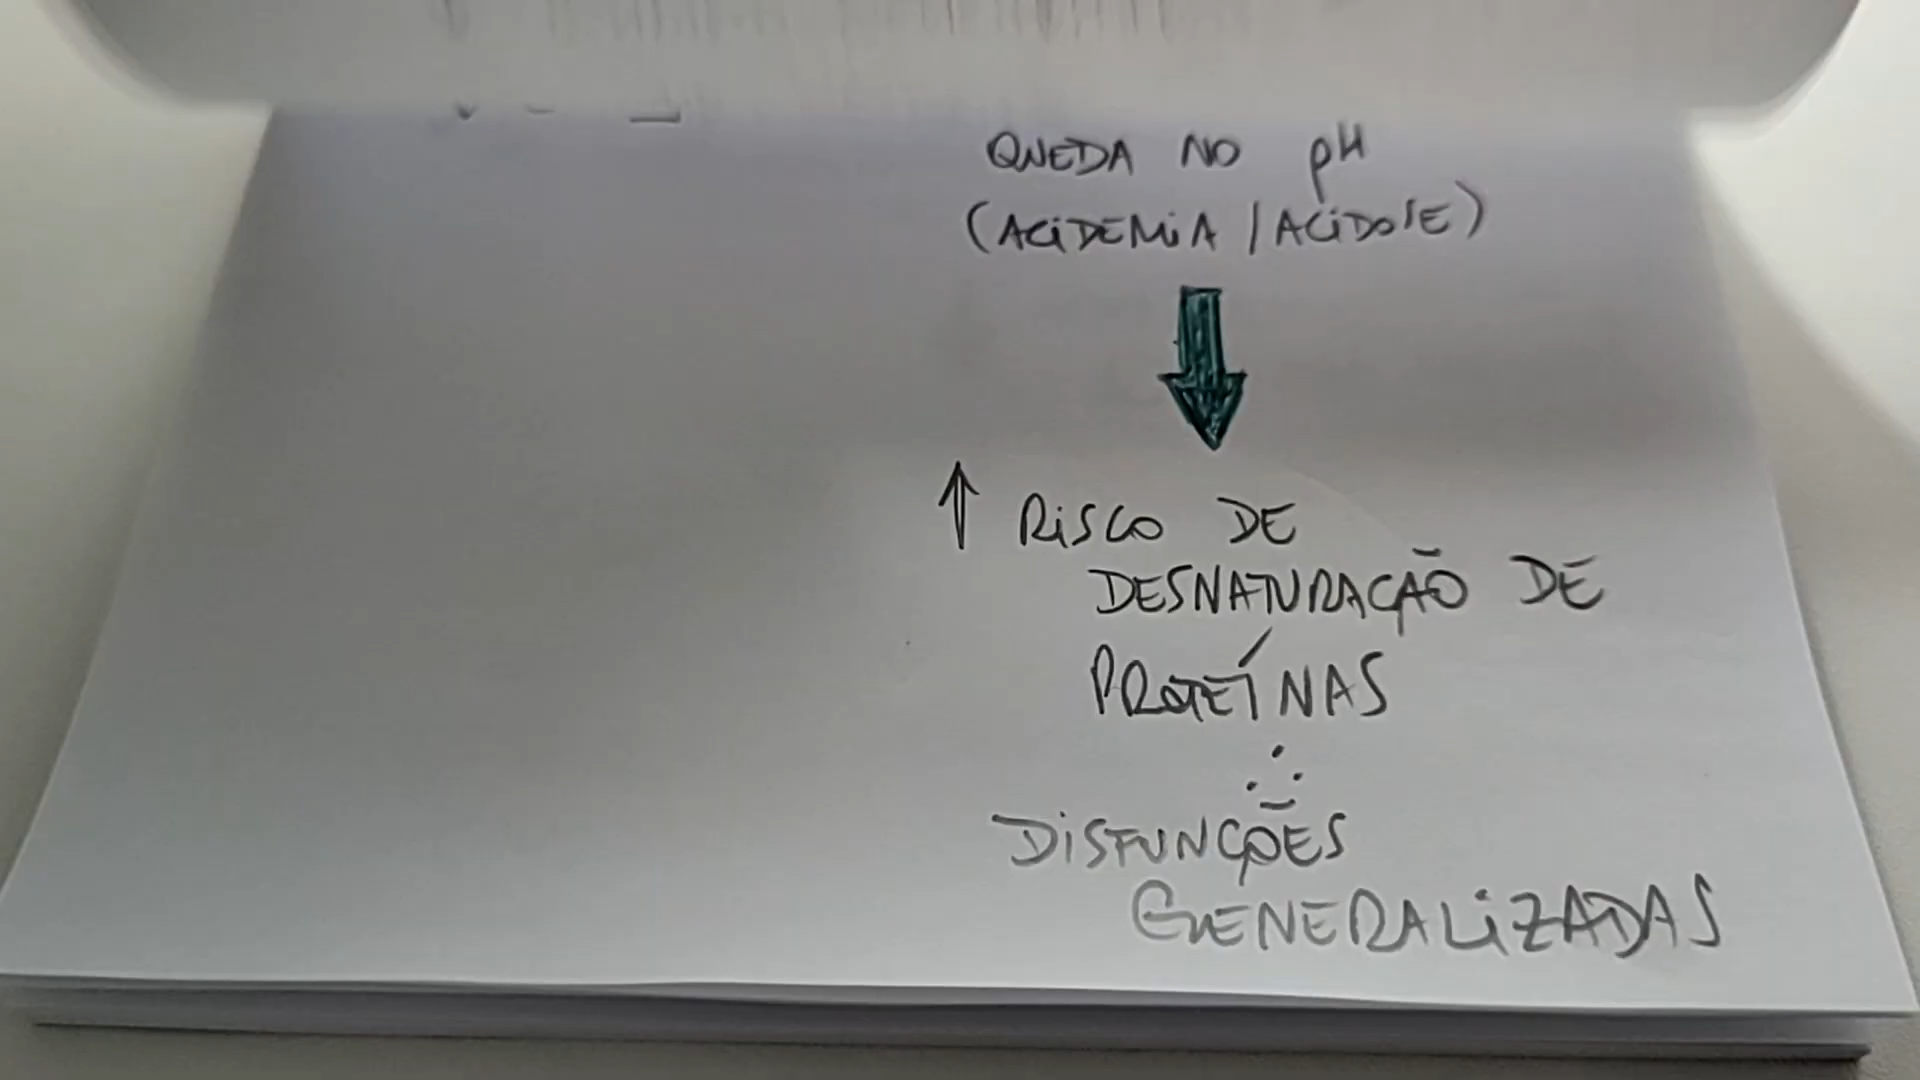 QUEDA NO pH
(ACIDEMIA / ACIDOSE)
↑ RISCO DE
DESNATURAÇÃO DE
PROTEÍNAS
∴
DISFUNÇÕES
GENERALIZADAS